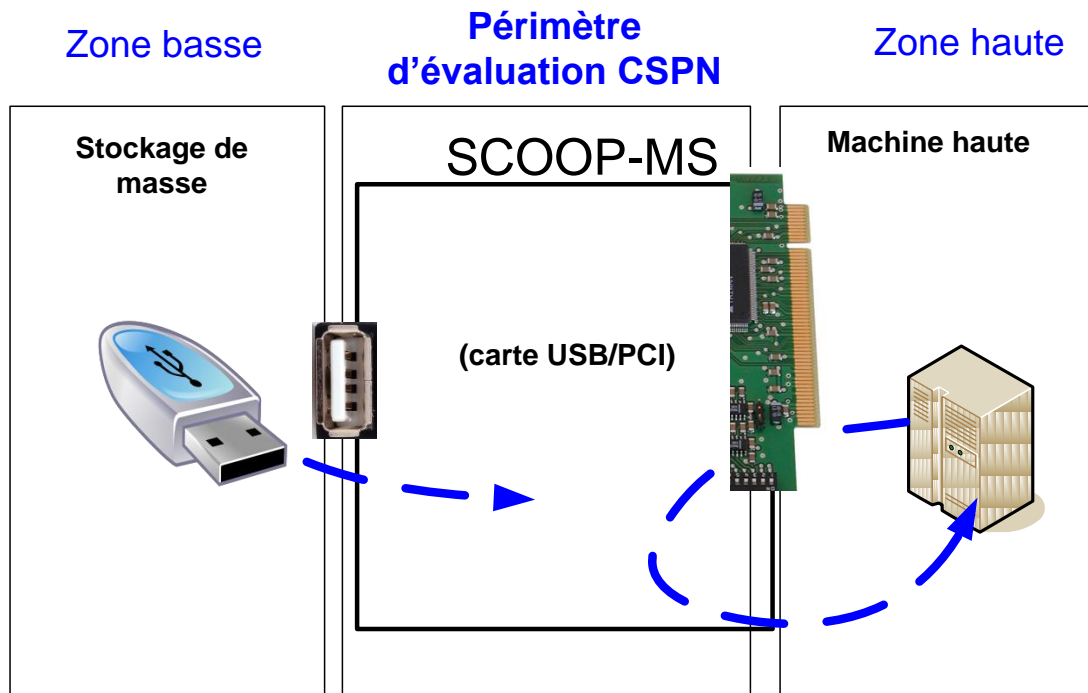 Zone basse
Périmètre
d'évaluation CSPN
Zone haute
Stockage de
masse
SCOOP-MS
Machine haute
(carte USB/PCI)